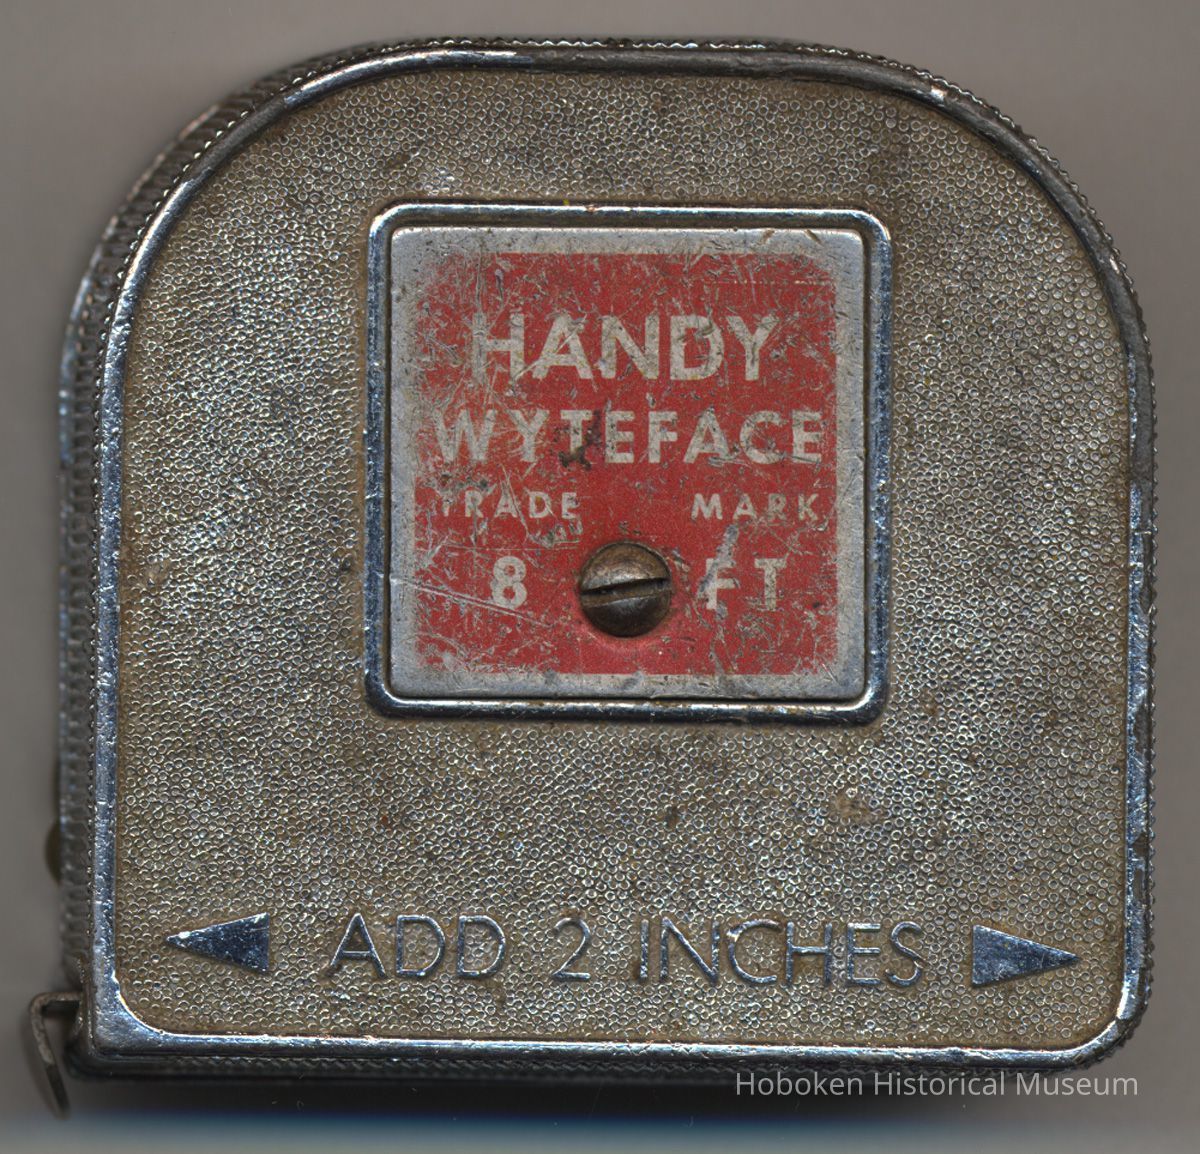 HANDY
WYTEFACE
TRADE MARK
8 FT
ADD 2 INCHES
Hoboken Historical Museum